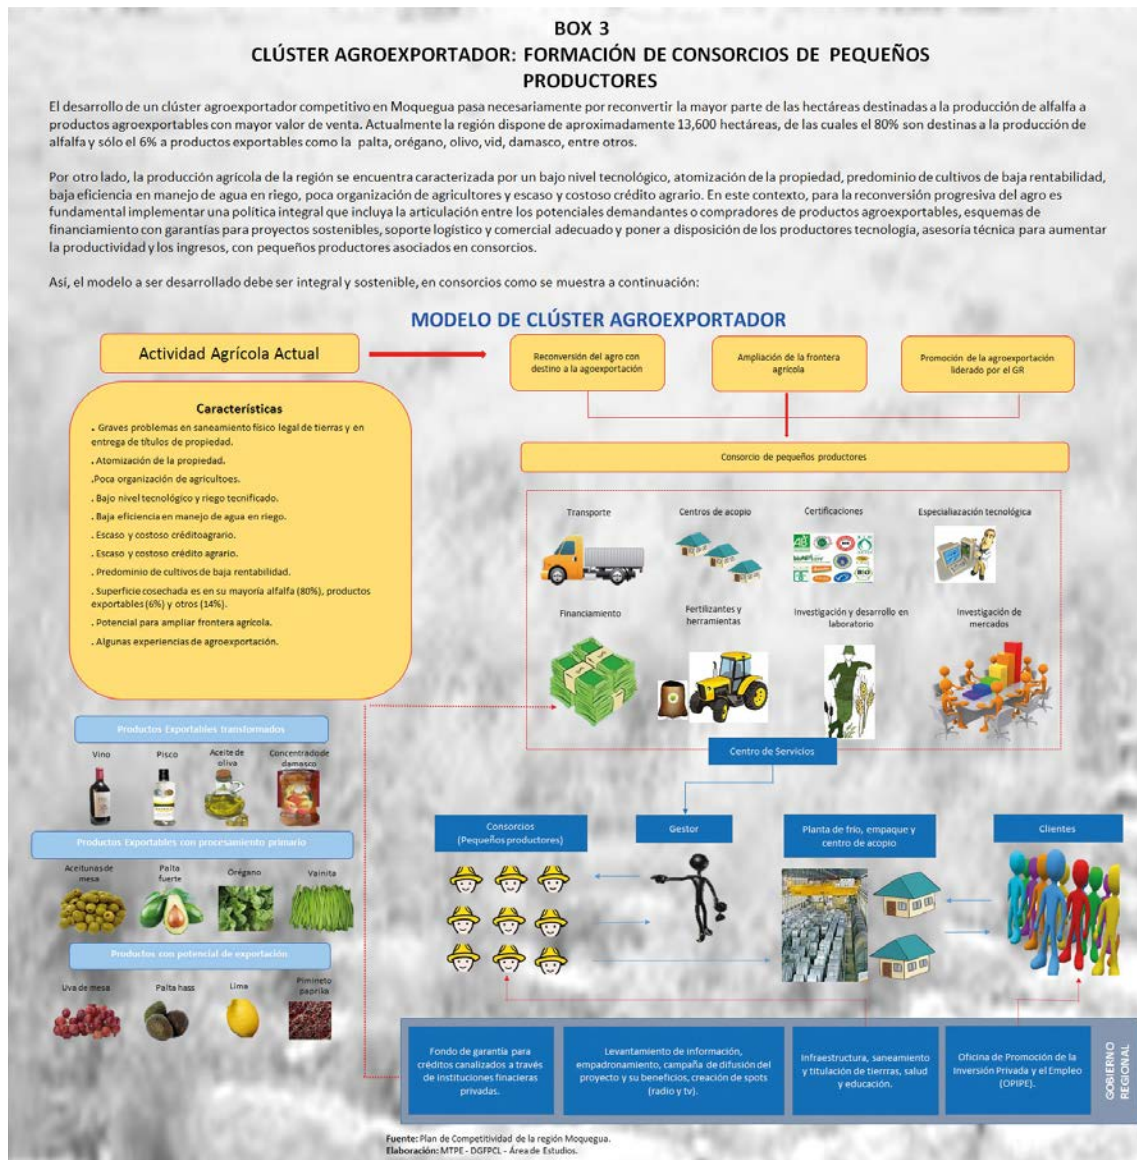 BOX 3
CLÚSTER AGROEXPORTADOR: FORMACIÓN DE CONSORCIOS DE PEQUEÑOS
PRODUCTORES
El desarrollo de un clúster agroexportador competitivo en Moquegua pasa necesariamente por reconvertir la mayor parte de las hectáreas destinadas a la producción de alfalfa a
productos agroexportables con mayor valor de venta. Actualmente la región dispone de aproximadamente 13,600 hectáreas, de las cuales el 80% son destinas a la producción de
alfalfa y sólo el 6% a productos exportables como la palta, orégano, olivo, vid, damasco, entre otros.
Por otro lado, la producción agrícola de la región se encuentra caracterizada por un bajo nivel tecnológico, atomización de la propiedad, predominio de cultivos de baja rentabilidad,
baja eficiencia en manejo de agua en riego, poca organización de agricultores y escaso y costoso crédito agrario. En este contexto, para la reconversión progresiva del agro es
fundamental implementar una política integral que incluya la articulación entre los potenciales demandantes o compradores de productos agroexportables, esquemas de
financiamiento con garantías para proyectos sostenibles, soporte logístico y comercial adecuado y poner a disposición de los productores tecnología, asesoría técnica para aumentar
la productividad y los ingresos, con pequeños productores asociados en consorcios.
Así, el modelo a ser desarrollado debe ser integral y sostenible, en consorcios como se muestra a continuación:
MODELO DE CLÚSTER AGROEXPORTADOR
Actividad Agrícola Actual
Reconversión del agro con
destino a la agoexportación
Ampliación de la frontera
agrícola
Promoción de la agroexportación
liderado por el GR
Características
. Graves problemas en saneamiento físico legal de tierras y en
entrega de títulos de propiedad.
. Atomización de la propiedad.
.Poca organización de agricultoes.
. Bajo nivel tecnológico y riego tecnificado.
. Baja eficiencia en manejo de agua en riego.
. Escaso y costoso créditoagrario.
. Escaso y costoso crédito agrario.
. Predominio de cultivos de baja rentabilidad.
. Superficie cosechada es en su mayoría alfalfa (80%), productos
exportables (6%) y otros (14%).
. Potencial para ampliar frontera agrícola.
. Algunas experiencias de agroexportación.
Consorcio de pequeños productores
Transporte
Centros de acopio
Certificaciones
Especialiazación tecnológica
Financiamiento
Fertilizantes y
herramientas
Investigación y desarrollo en
laboratorio
Investigación de
mercados
Centro de Servicios
Productos Exportables transformados
Vino
Pisco
Aceite de
oliva
Concentradode
damasco
Productos Exportables con procesamiento primario
Aceitunas de
mesa
Palta
fuerte
Orégano
Vainita
Productos con potencial de exportación
Uva de mesa
Palta hass
Lima
Pimineto
paprika
Consorcios
(Pequeños productores)
Gestor
Planta de frío, empaque y
centro de acopio
Clientes
Fondo de garantía para
créditos canalizados a través
de instituciones finacieras
privadas.
Levantamiento de información,
empadronamiento, campaña de difusión del
proyecto y su beneficios, creación de spots
(radio y tv).
Infraestructura, saneamiento
y titulación de tierrras, salud
y educación.
Oficina de Promoción de la
Inversión Privada y el Empleo
(OPIPE).
GOBIERNO
REGIONAL
Fuente: Plan de Competitividad de la región Moquegua.
Elaboración: MTPE - DGFPCL - Área de Estudios.